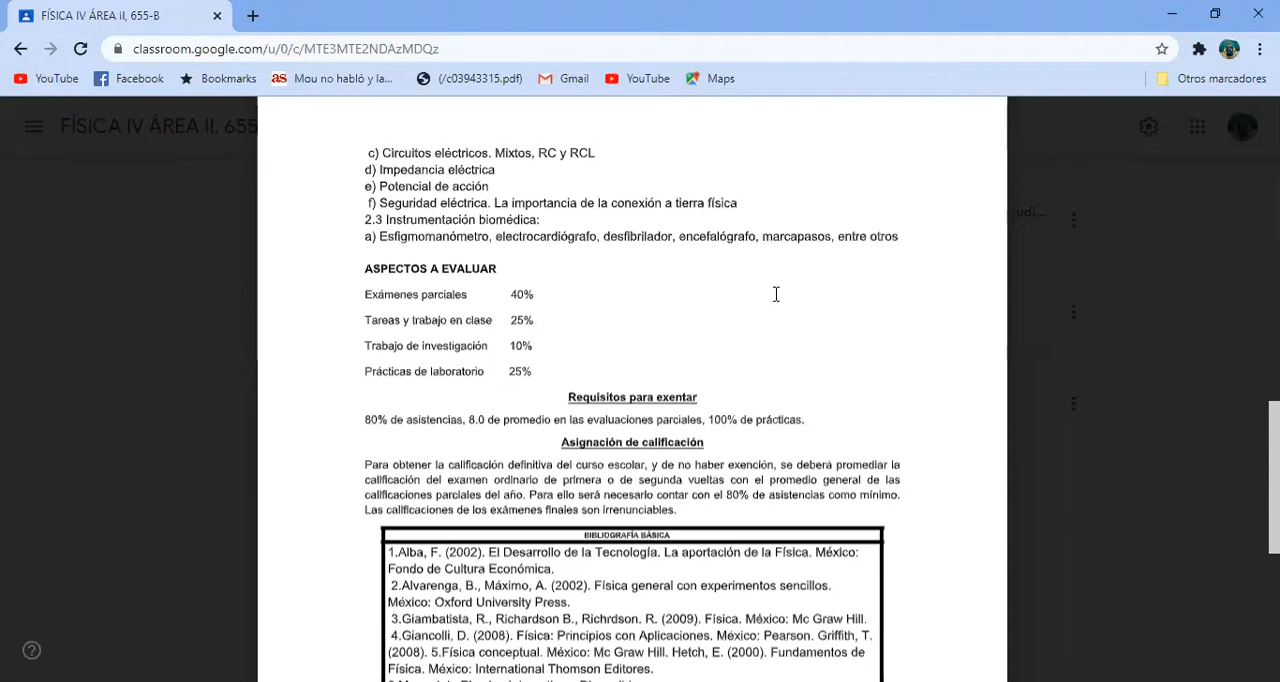 FÍSICA IV ÁREA II, 655-B
classroom.google.com/u/0/c/MTE3MTE2NDAzMDQz
YouTube
Facebook
Bookmarks
as Mou no habló y la...
(/c03943315.pdf)
Gmail
YouTube
Maps
Otros marcadores
FÍSICA IV ÁREA II, 655
udi...
c) Circuitos eléctricos. Mixtos, RC y RCL
d) Impedancia eléctrica
e) Potencial de acción
f) Seguridad eléctrica. La importancia de la conexión a tierra física
2.3 Instrumentación biomédica:
a) Esfigmomanómetro, electrocardiógrafo, desfibrilador, encefalógrafo, marcapasos, entre otros
ASPECTOS A EVALUAR
Exámenes parciales 40%
Tareas y trabajo en clase 25%
Trabajo de investigación 10%
Prácticas de laboratorio 25%
Requisitos para exentar
80% de asistencias, 8.0 de promedio en las evaluaciones parciales, 100% de prácticas.
Asignación de calificación
Para obtener la calificación definitiva del curso escolar, y de no haber exención, se deberá promediar la
calificación del examen ordinario de primera o de segunda vueltas con el promedio general de las
calificaciones parciales del año. Para ello será necesario contar con el 80% de asistencias como mínimo.
Las calificaciones de los exámenes finales son irrenunciables.
BIBLIOGRAFÍA BÁSICA
1.Alba, F. (2002). El Desarrollo de la Tecnología. La aportación de la Física. México:
Fondo de Cultura Económica.
2.Alvarenga, B., Máximo, A. (2002). Física general con experimentos sencillos.
México: Oxford University Press.
3.Giambatista, R., Richardson B., Richrdson. R. (2009). Física. México: Mc Graw Hill.
4.Giancolli, D. (2008). Física: Principios con Aplicaciones. México: Pearson. Griffith, T.
(2008). 5.Física conceptual. México: Mc Graw Hill. Hetch, E. (2000). Fundamentos de
Física. México: International Thomson Editores.